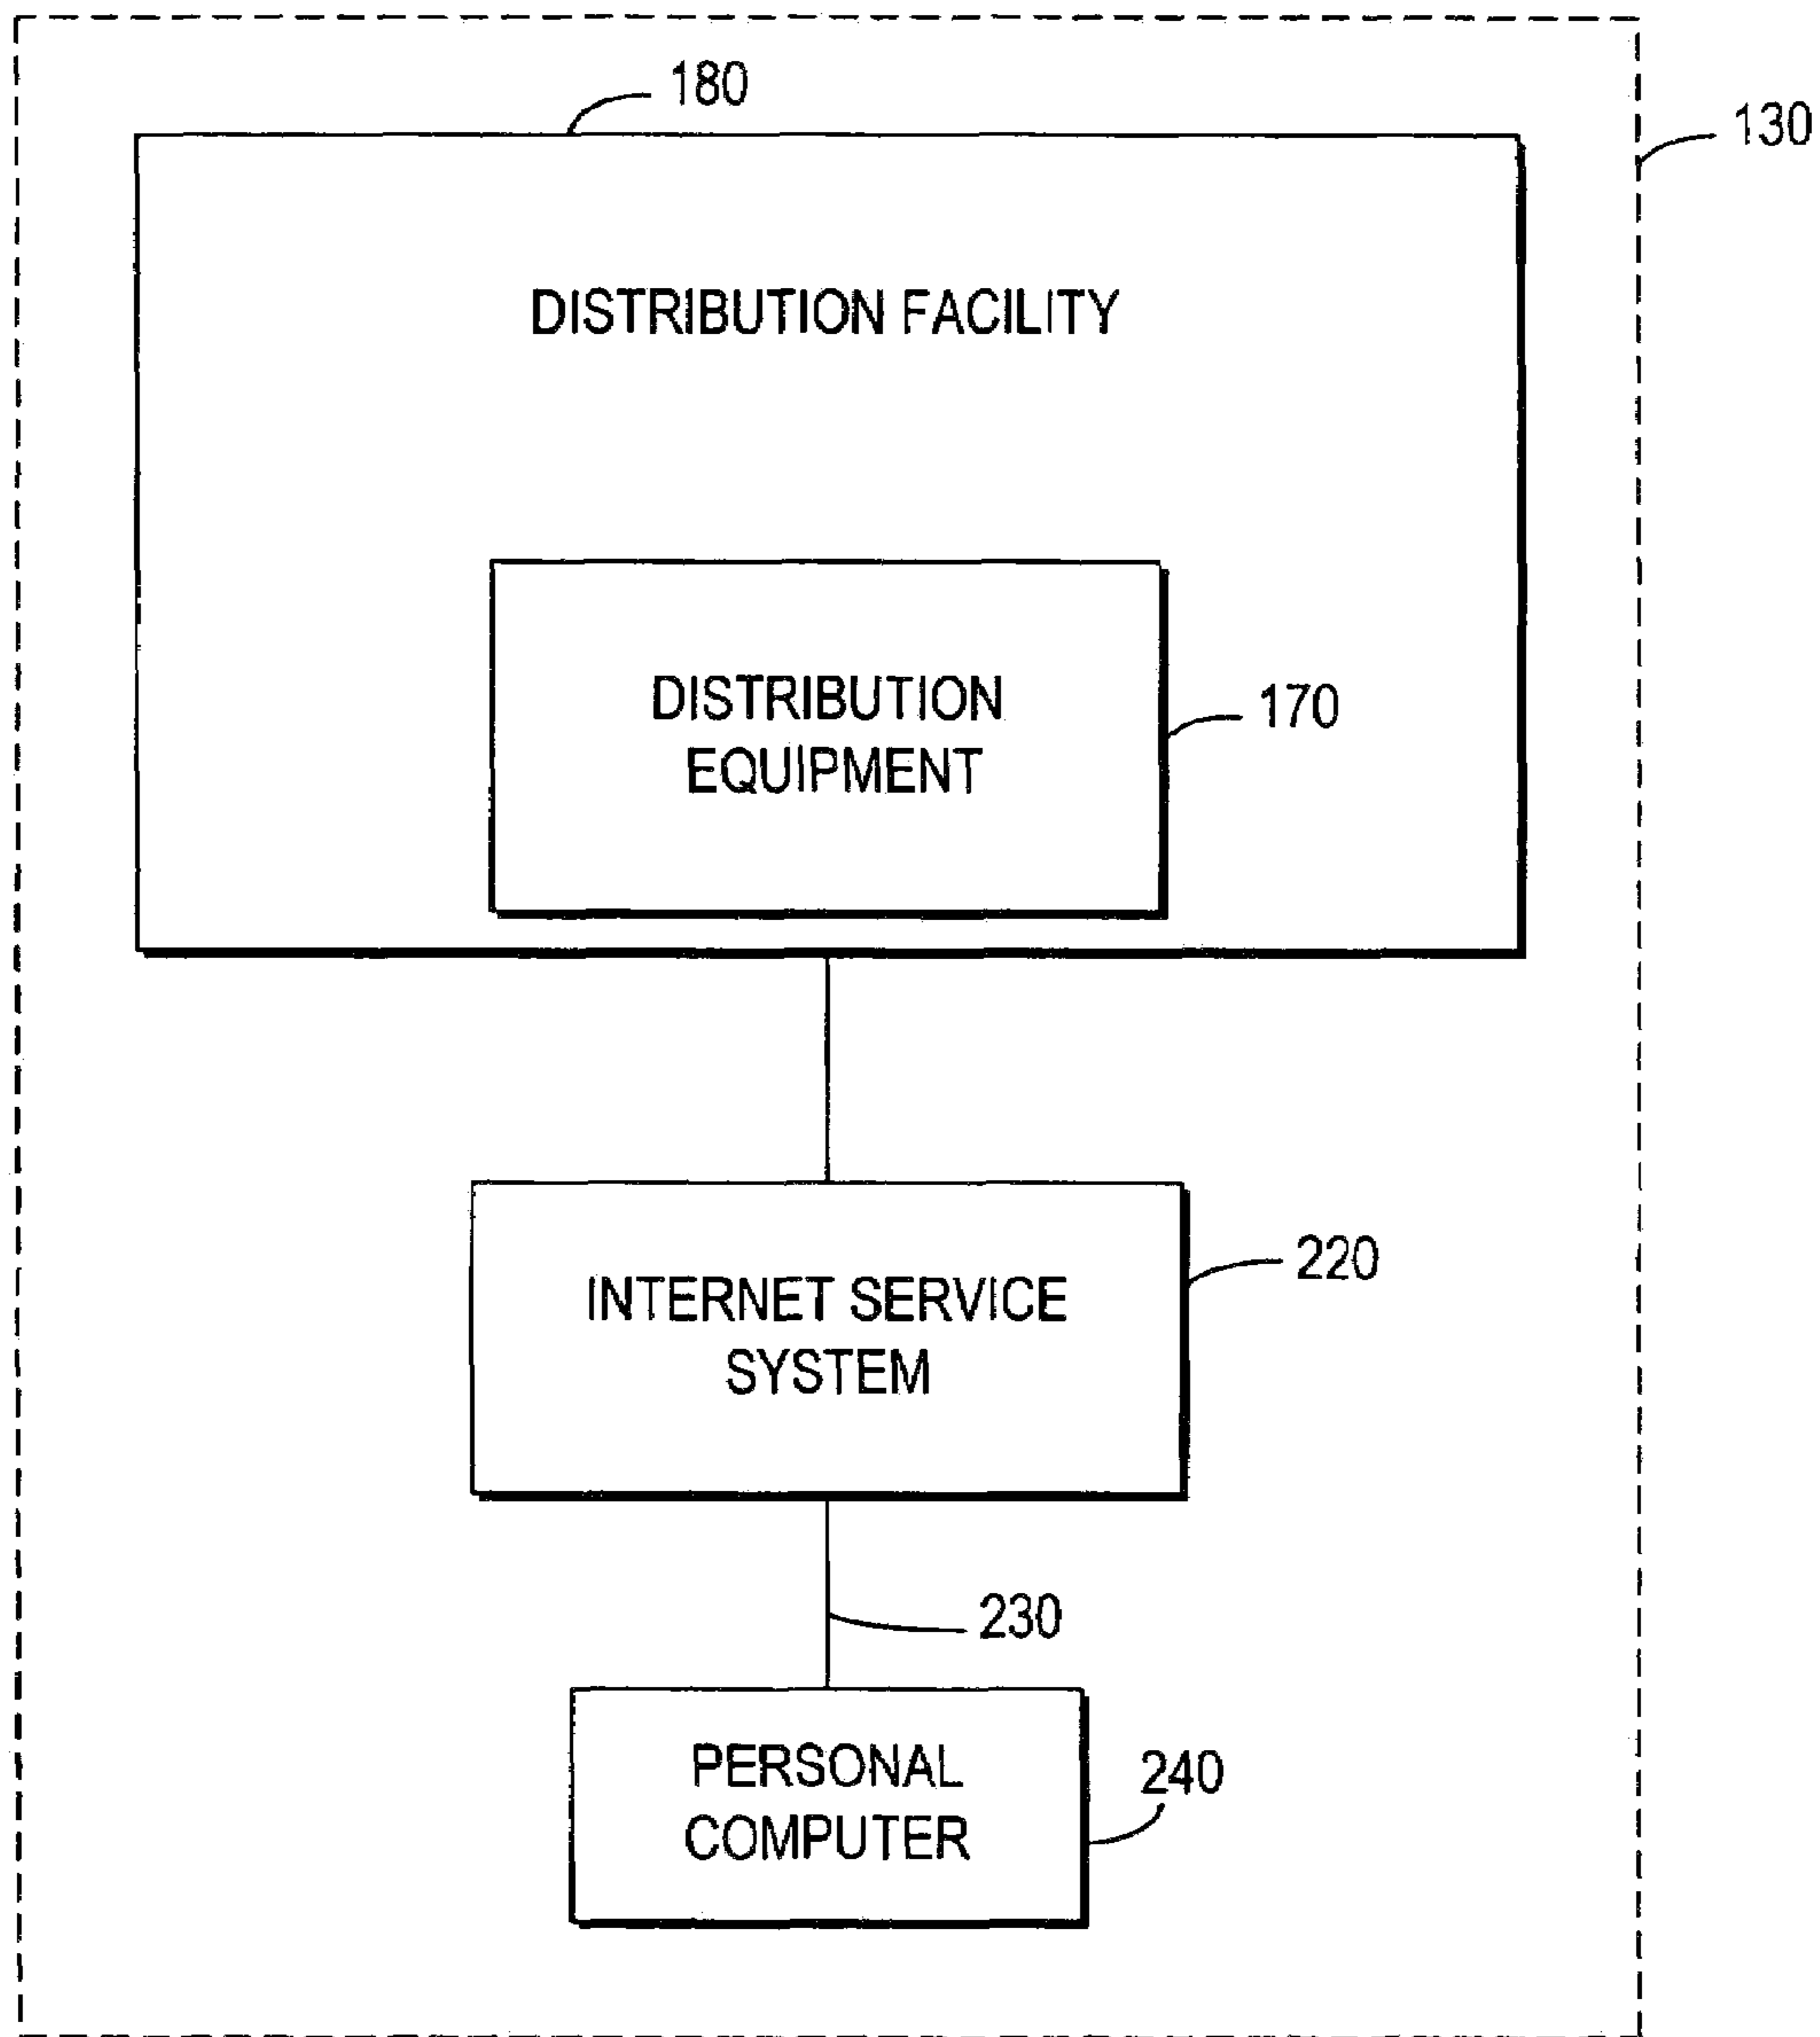 180
130
DISTRIBUTION FACILITY
DISTRIBUTION
EQUIPMENT
170
220
INTERNET SERVICE
SYSTEM
230
PERSONAL
COMPUTER
240